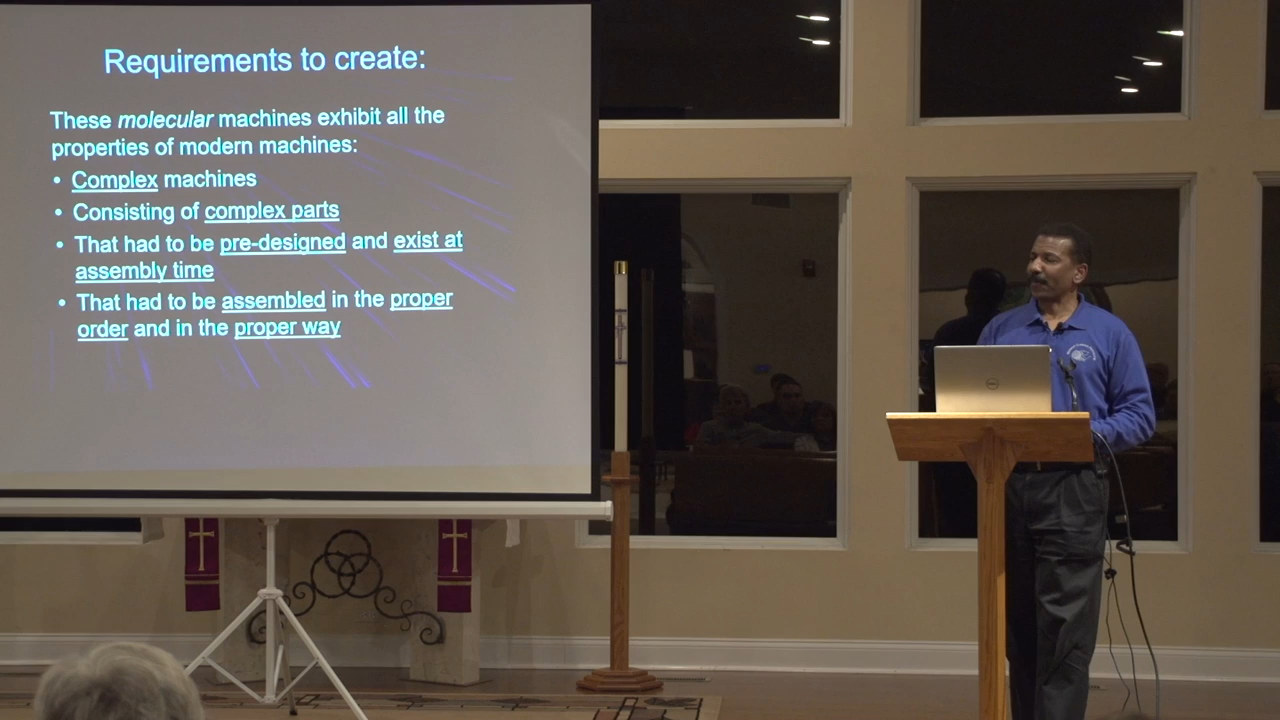 Requirements to create:
These molecular machines exhibit all the
properties of modern machines:
• Complex machines
• Consisting of complex parts
• That had to be pre-designed and exist at
assembly time
• That had to be assembled in the proper
order and in the proper way